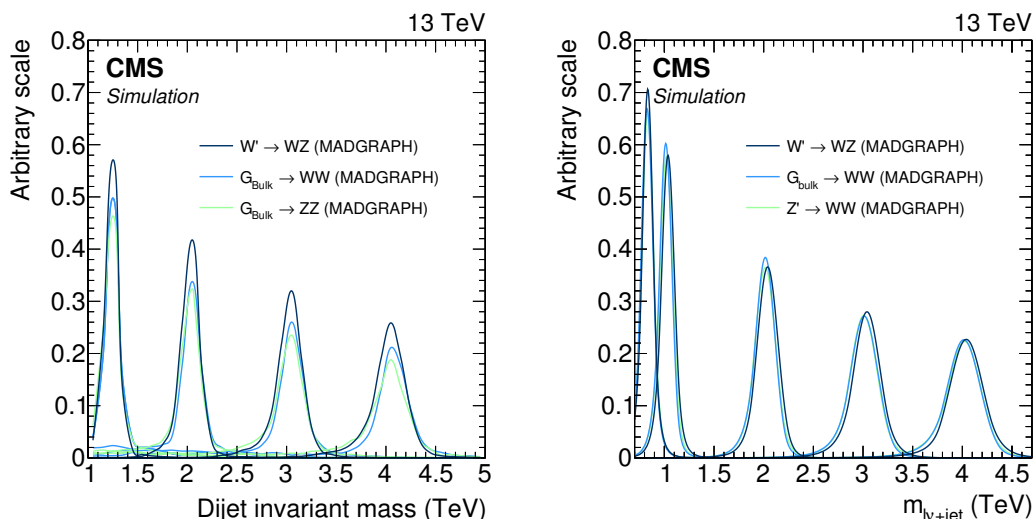 13 TeV
Arbitrary scale
0.8
0.7
0.6
0.5
0.4
0.3
0.2
0.1
0
CMS
Simulation
W' → WZ (MADGRAPH)
G_Bulk → WW (MADGRAPH)
G_Bulk → ZZ (MADGRAPH)
1 1.5 2 2.5 3 3.5 4 4.5 5
Dijet invariant mass (TeV)
13 TeV
Arbitrary scale
0.8
0.7
0.6
0.5
0.4
0.3
0.2
0.1
0
CMS
Simulation
W' → WZ (MADGRAPH)
G_bulk → WW (MADGRAPH)
Z' → WW (MADGRAPH)
1 1.5 2 2.5 3 3.5 4 4.5
m_lν+jet (TeV)